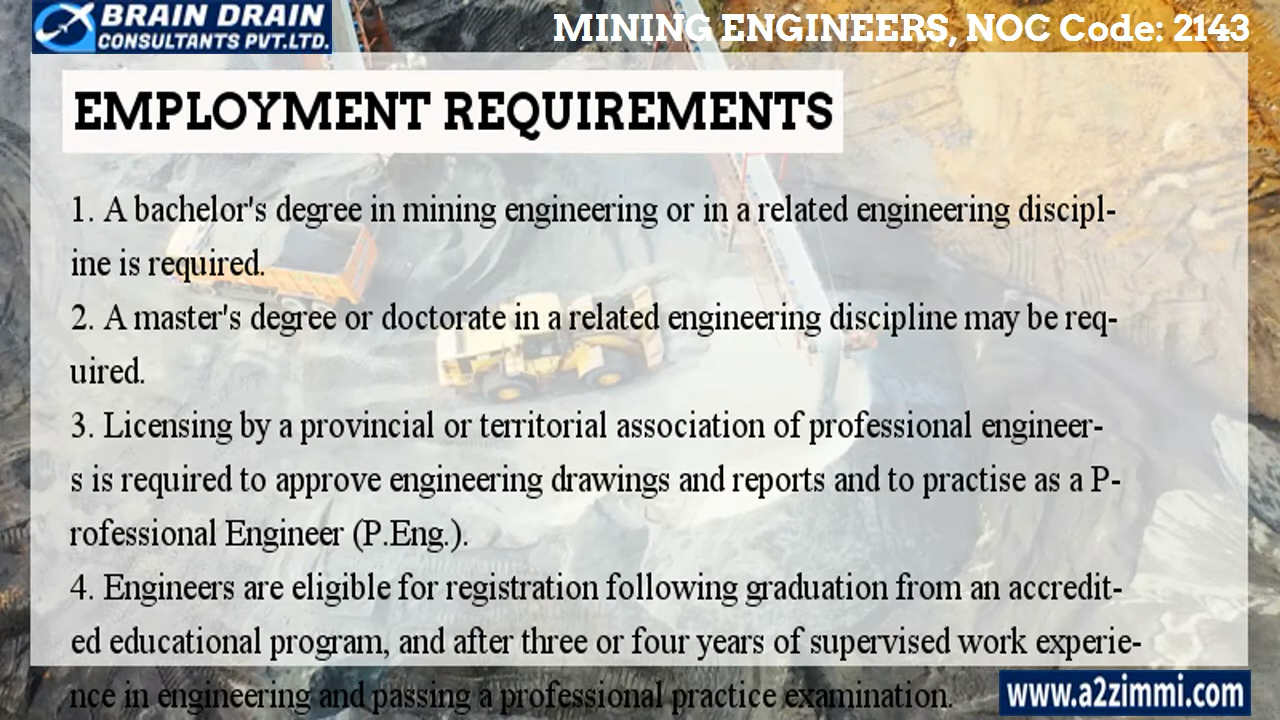 BRAIN DRAIN
CONSULTANTS PVT.LTD.
MINING ENGINEERS, NOC Code: 2143
EMPLOYMENT REQUIREMENTS
1. A bachelor's degree in mining engineering or in a related engineering discipl-
ine is required.
2. A master's degree or doctorate in a related engineering discipline may be req-
uired.
3. Licensing by a provincial or territorial association of professional engineer-
s is required to approve engineering drawings and reports and to practise as a P-
rofessional Engineer (P.Eng.).
4. Engineers are eligible for registration following graduation from an accredit-
ed educational program, and after three or four years of supervised work experie-
nce in engineering and passing a professional practice examination.
www.a2zimmi.com